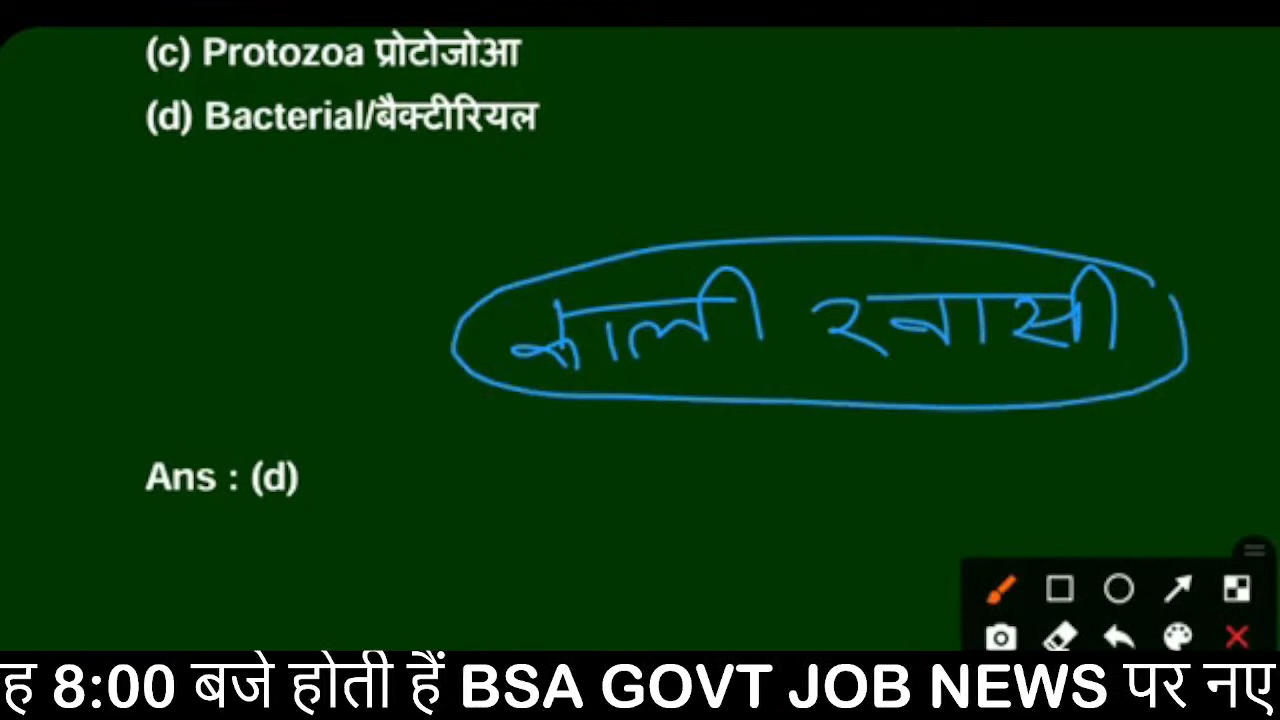 (c) Protozoa प्रोटोजोआ
(d) Bacterial/बैक्टीरियल
काली खासी
Ans : (d)
ह 8:00 बजे होती हैं BSA GOVT JOB NEWS पर नए